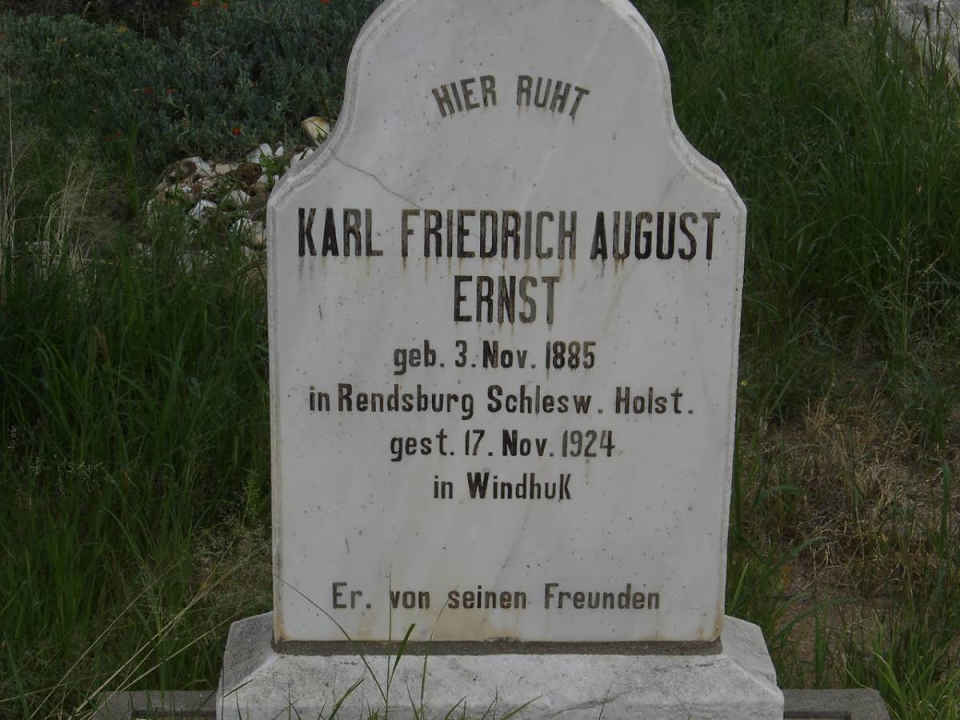 HIER RUHT
KARL FRIEDRICH AUGUST
ERNST
geb. 3. Nov. 1885
in Rendsburg Schlesw. Holst.
gest. 17. Nov. 1924
in Windhuk
Er. von seinen Freunden